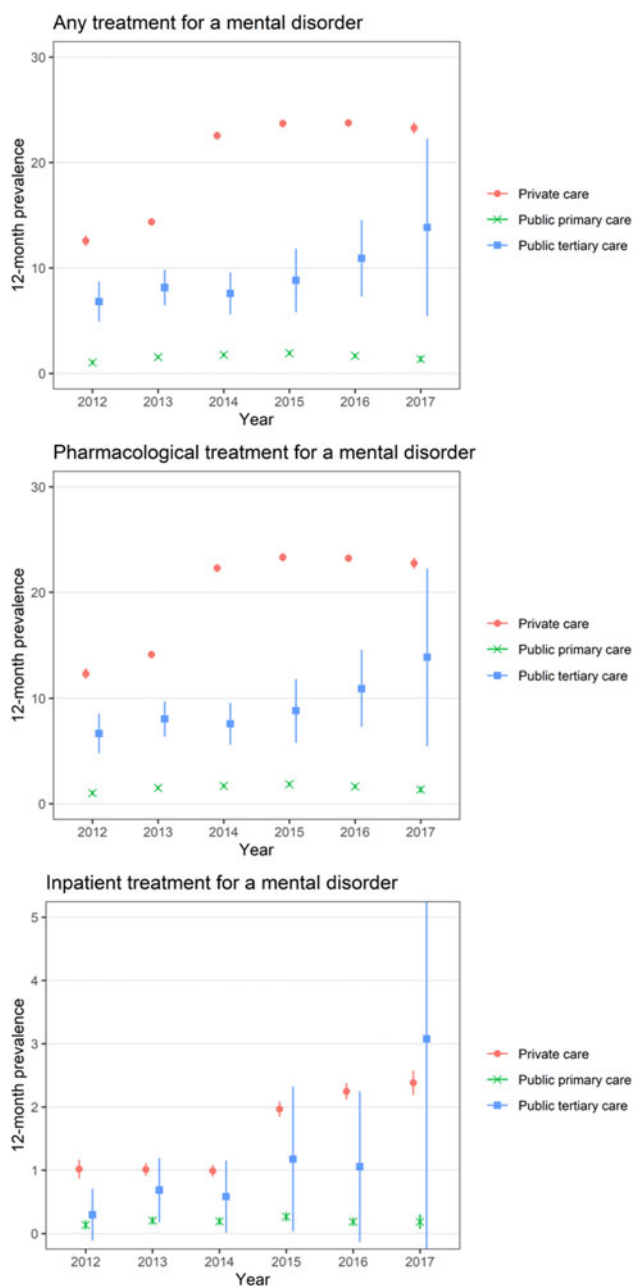 Any treatment for a mental disorder
30
20
10
0
12-month prevalence
2012 2013 2014 2015 2016 2017
Year
Private care
Public primary care
Public tertiary care
Pharmacological treatment for a mental disorder
30
20
10
0
12-month prevalence
2012 2013 2014 2015 2016 2017
Year
Private care
Public primary care
Public tertiary care
Inpatient treatment for a mental disorder
5
4
3
2
1
0
12-month prevalence
2012 2013 2014 2015 2016 2017
Year
Private care
Public primary care
Public tertiary care